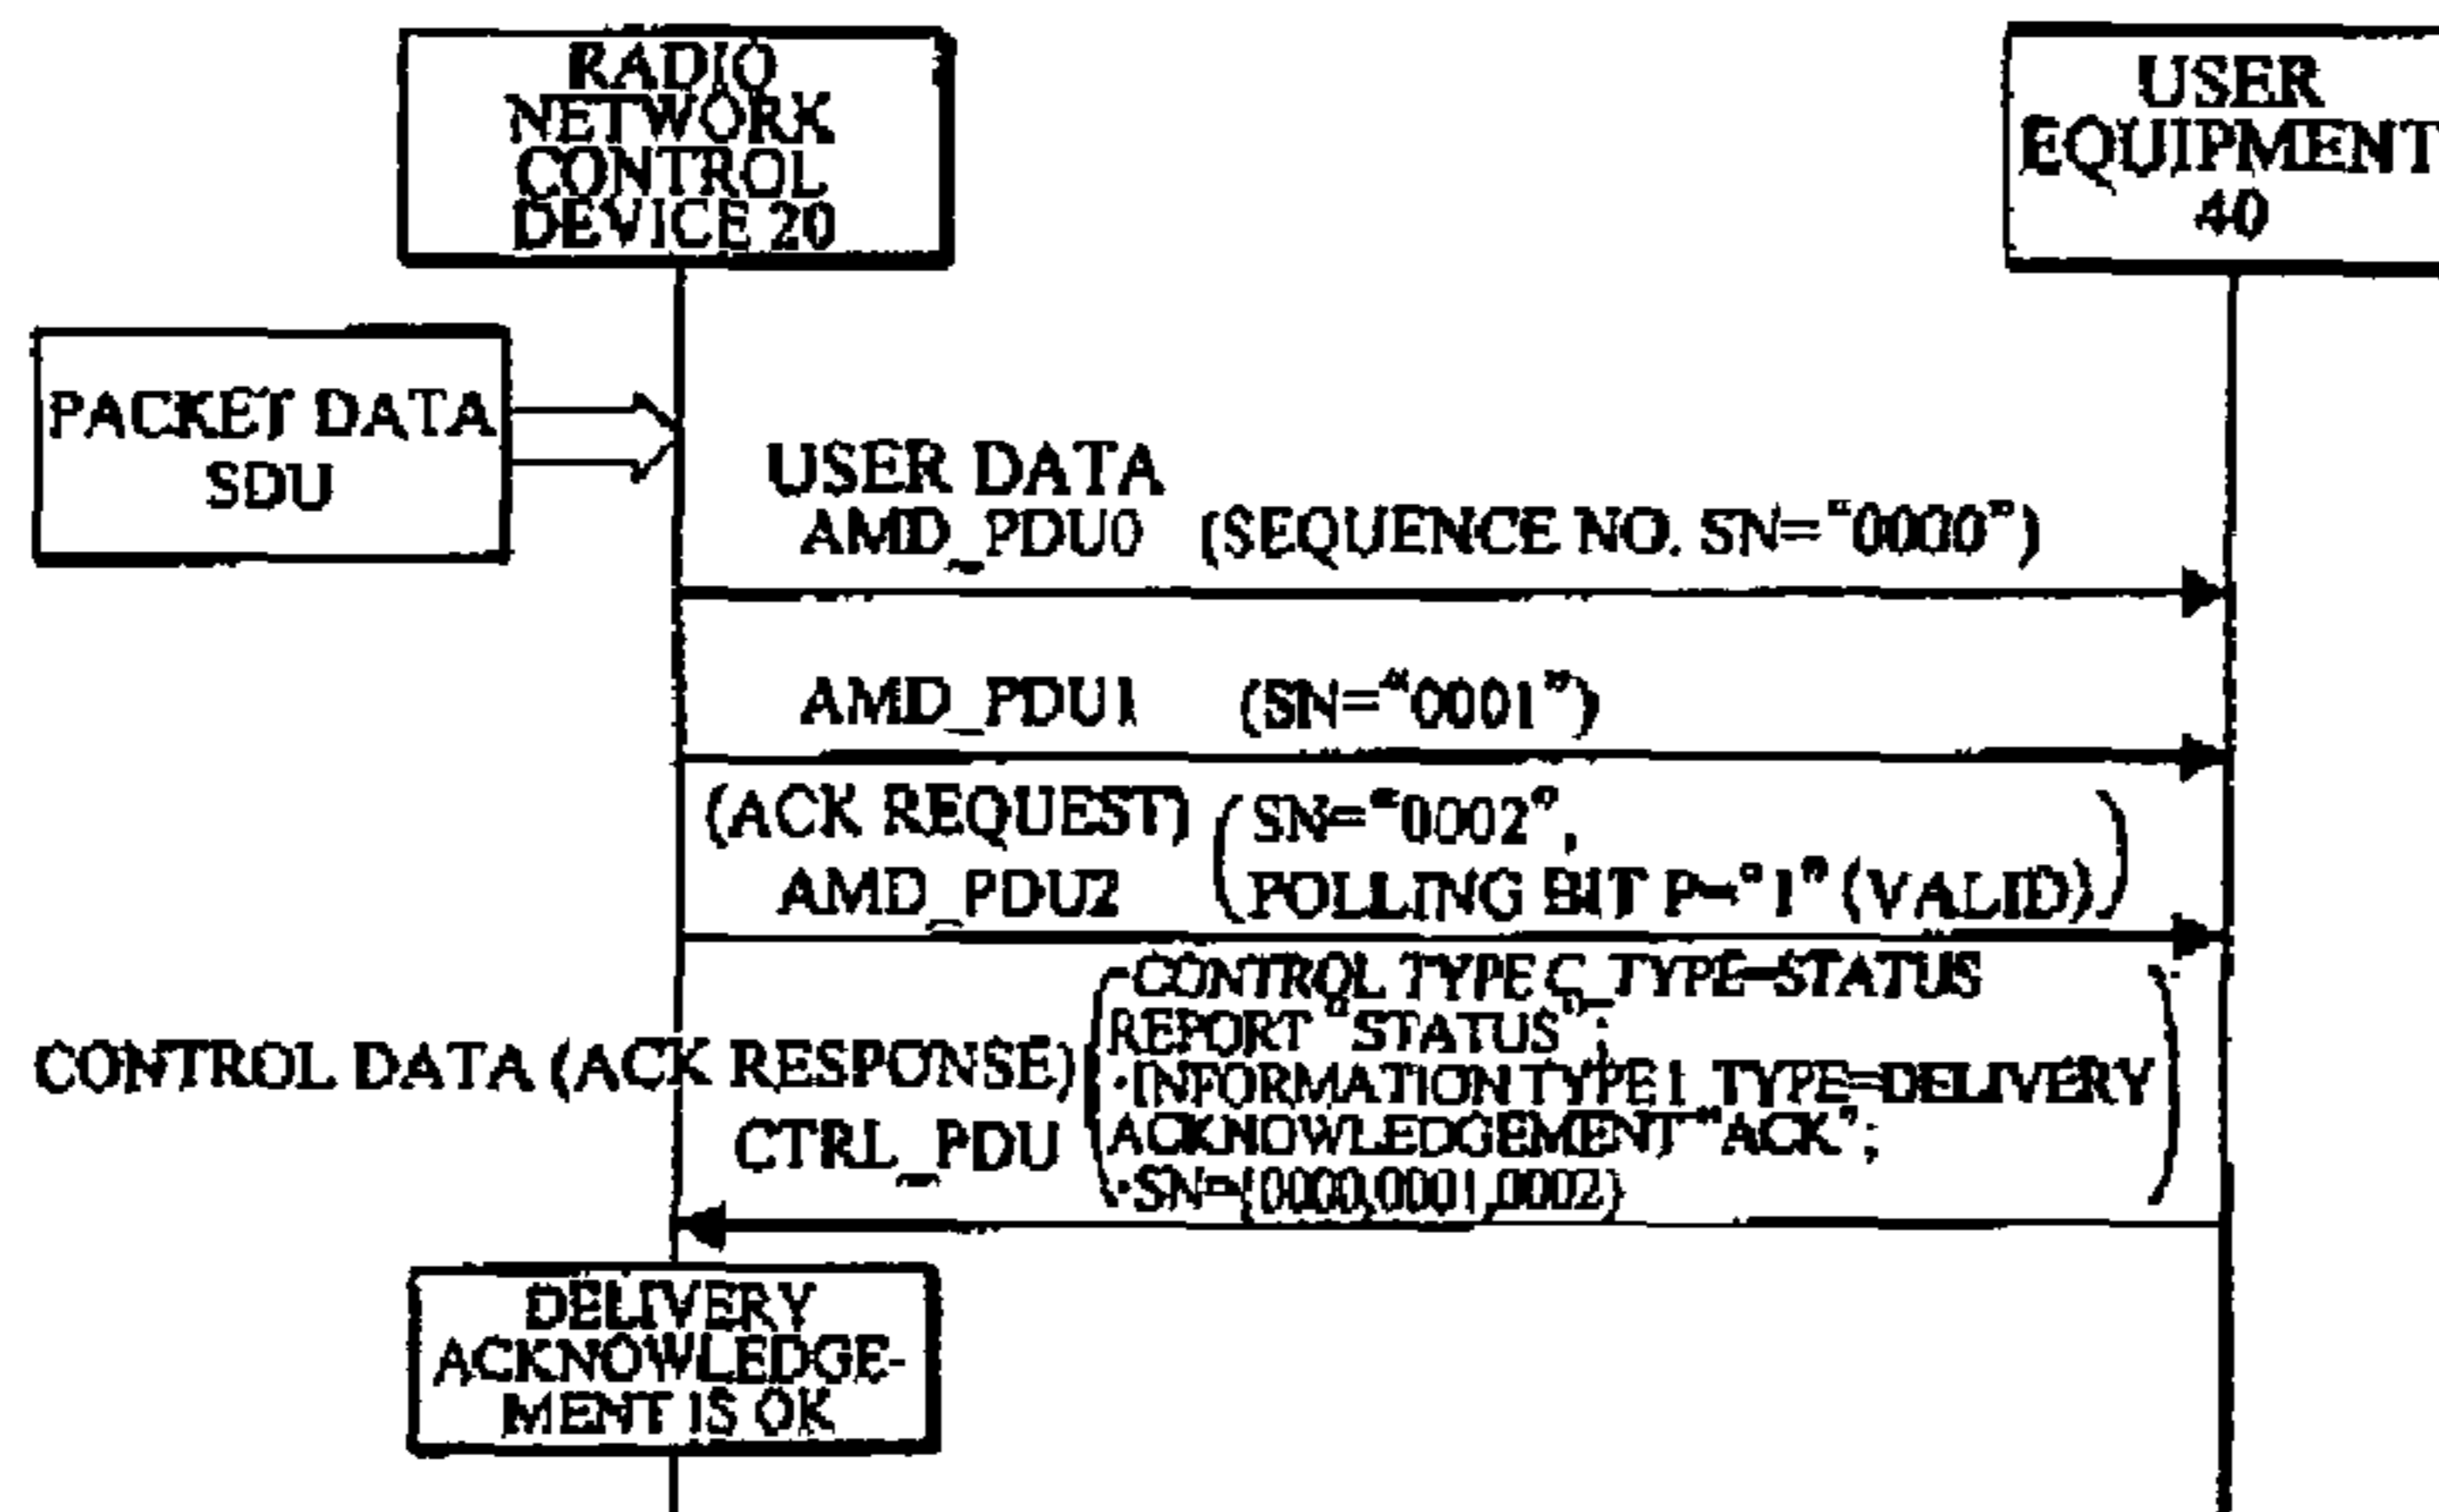 RADIO
NETWORK
CONTROL
DEVICE 20
USER
EQUIPMENT
40
PACKET DATA
SDU
USER DATA
AMD_PDU0 (SEQUENCE NO. SN="0000")
AMD_PDU1 (SN="0001")
(ACK REQUEST)
AMD_PDU2
SN="0002",
POLLING BIT P="1" (VALID)
CONTROL DATA (ACK RESPONSE)
CTRL_PDU
·CONTROL TYPE C_TYPE=STATUS
REPORT "STATUS";
·INFORMATION TYPE I_TYPE=DELIVERY
ACKNOWLEDGEMENT "ACK";
·SN={0000,0001,0002}
DELIVERY
ACKNOWLEDGE-
MENT IS OK